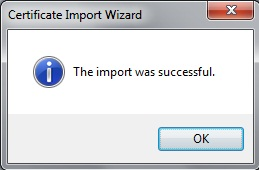 Certificate Import Wizard
The import was successful.
OK